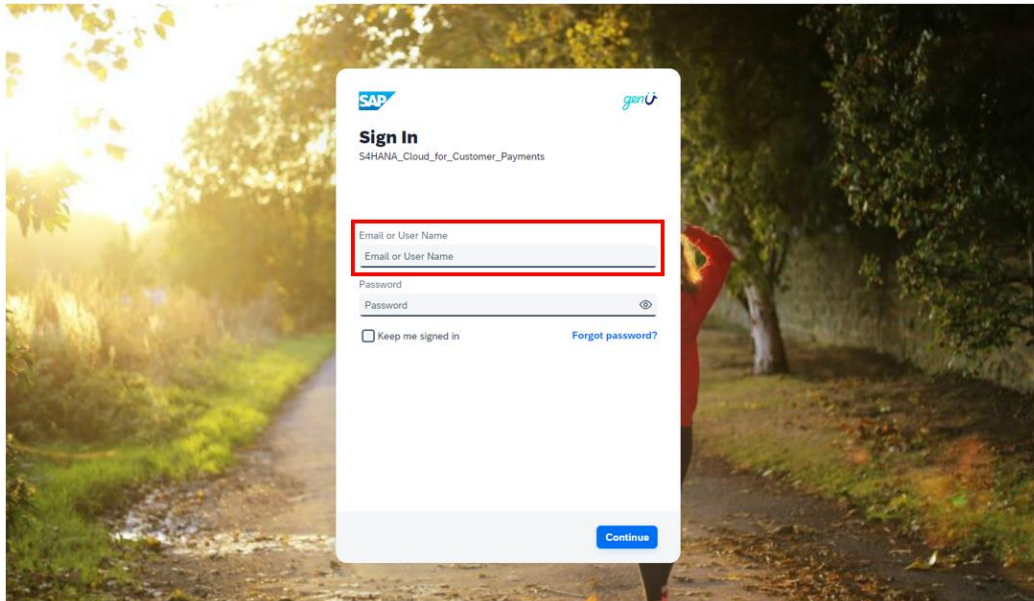 SAP
genU
Sign In
S4HANA_Cloud_for_Customer_Payments
Email or User Name
Email or User Name
Password
Password
Keep me signed in
Forgot password?
Continue